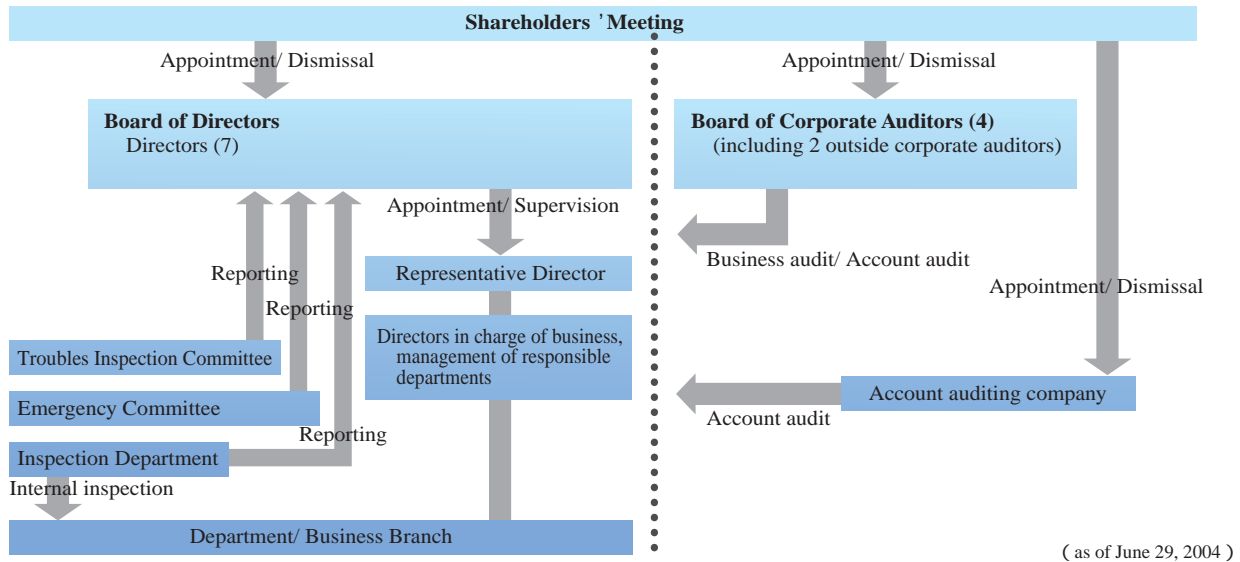 Shareholders ’Meeting
Appointment/ Dismissal
Board of Directors
Directors (7)
Appointment/ Supervision
Reporting
Reporting
Reporting
Representative Director
Directors in charge of business,
management of responsible
departments
Troubles Inspection Committee
Emergency Committee
Inspection Department
Internal inspection
Department/ Business Branch
Appointment/ Dismissal
Board of Corporate Auditors (4)
(including 2 outside corporate auditors)
Business audit/ Account audit
Appointment/ Dismissal
Account auditing company
Account audit
( as of June 29, 2004 )